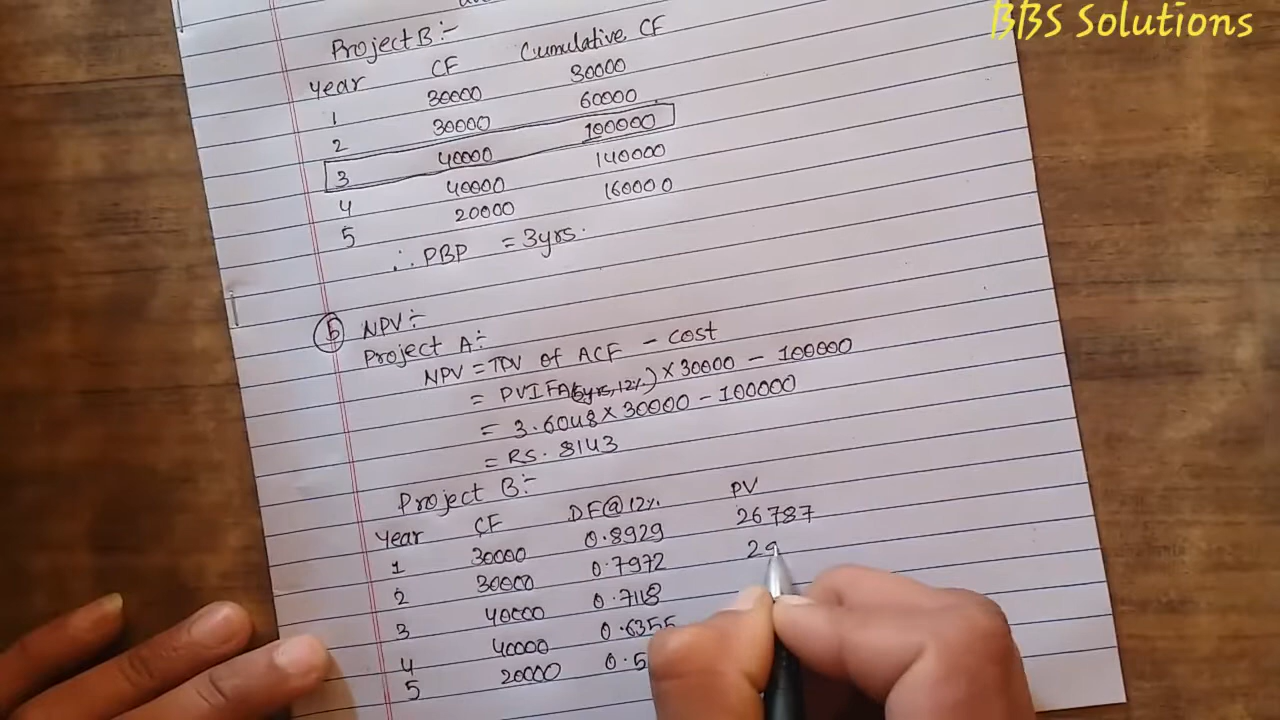 BBS Solutions
Project B:-
Year CF Cumulative CF
1 30000 30000
2 30000 60000
3 40000 100000
4 40000 140000
5 20000 160000
∴ PBP = 3yrs.
5 NPV:-
Project A:-
NPV = TPV of ACF - cost
= PVIFA(5yrs,12%) × 30000 - 100000
= 3.6048 × 30000 - 100000
= RS. 8143
Project B:-
Year CF DF@12% PV
1 30000 0.8929 26787
2 30000 0.7972 29
3 40000 0.7118
4 40000 0.6355
5 20000 0.5